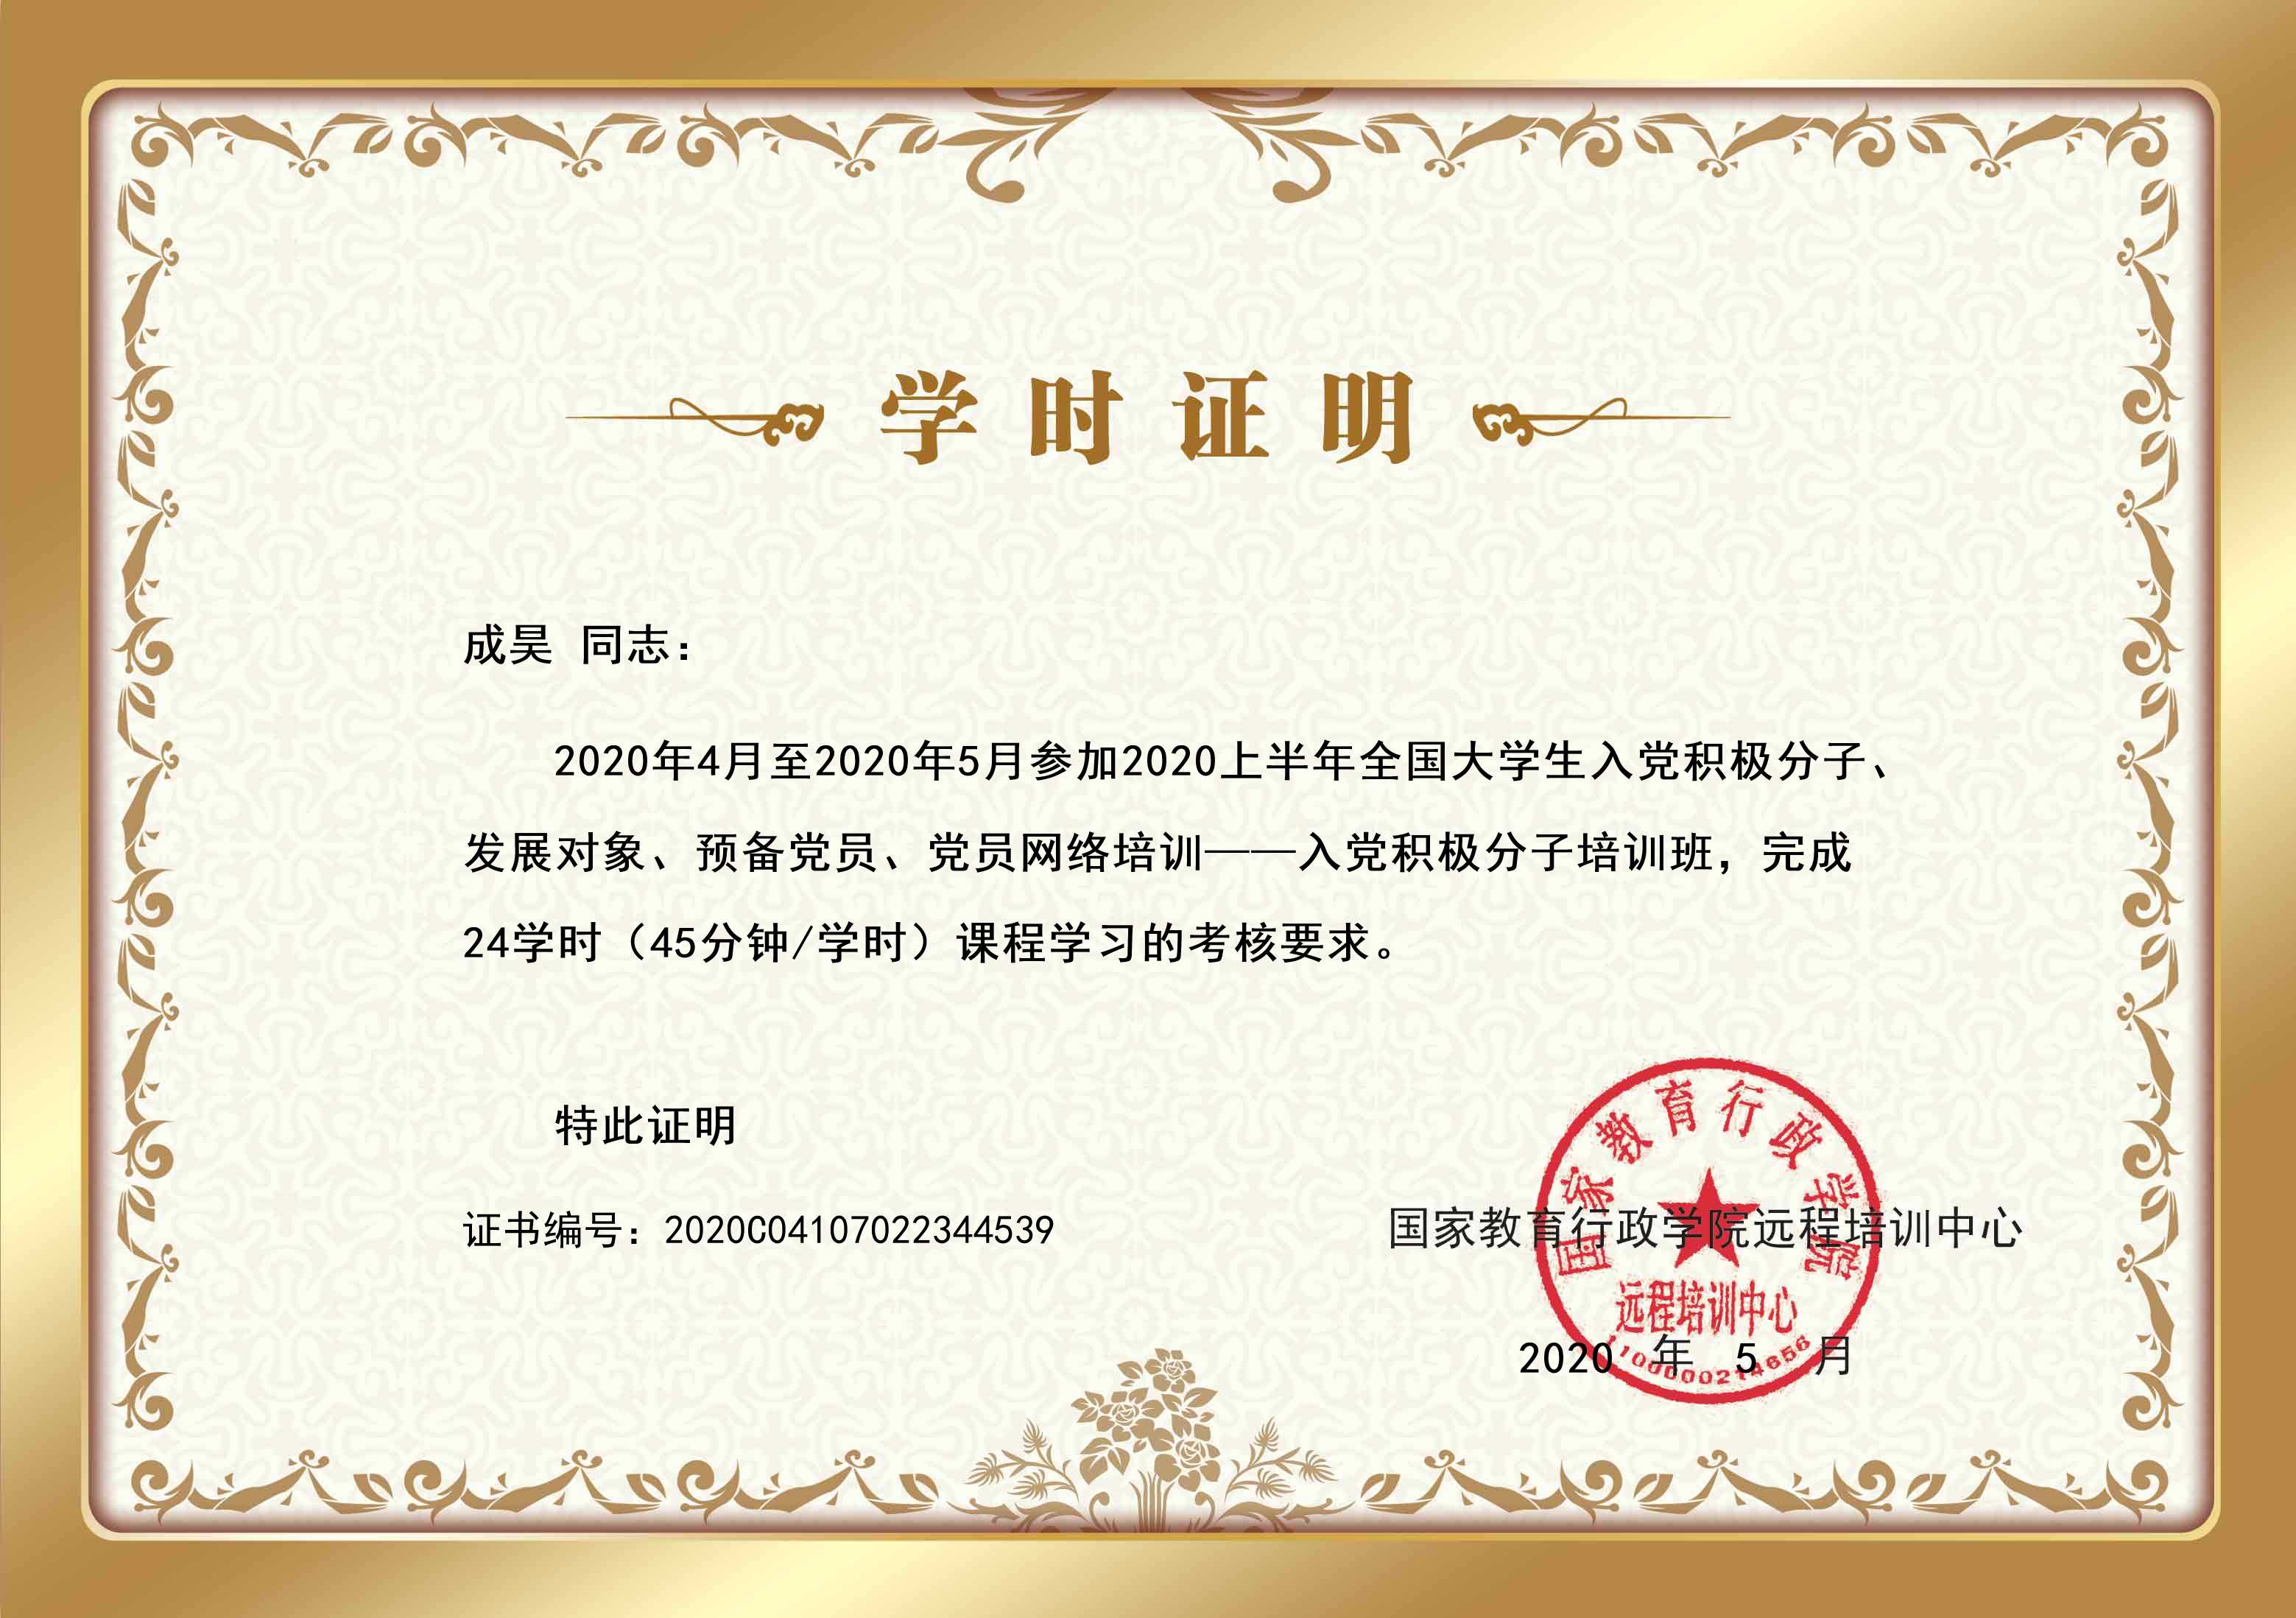 学时证明
成昊 同志：
2020年4月至2020年5月参加2020上半年全国大学生入党积极分子、
发展对象、预备党员、党员网络培训——入党积极分子培训班，完成
24学时（45分钟/学时）课程学习的考核要求。
特此证明
证书编号：2020C04107022344539
国家教育行政学院远程培训中心
2020 年 5 月
国家教育行政学院
远程培训中心